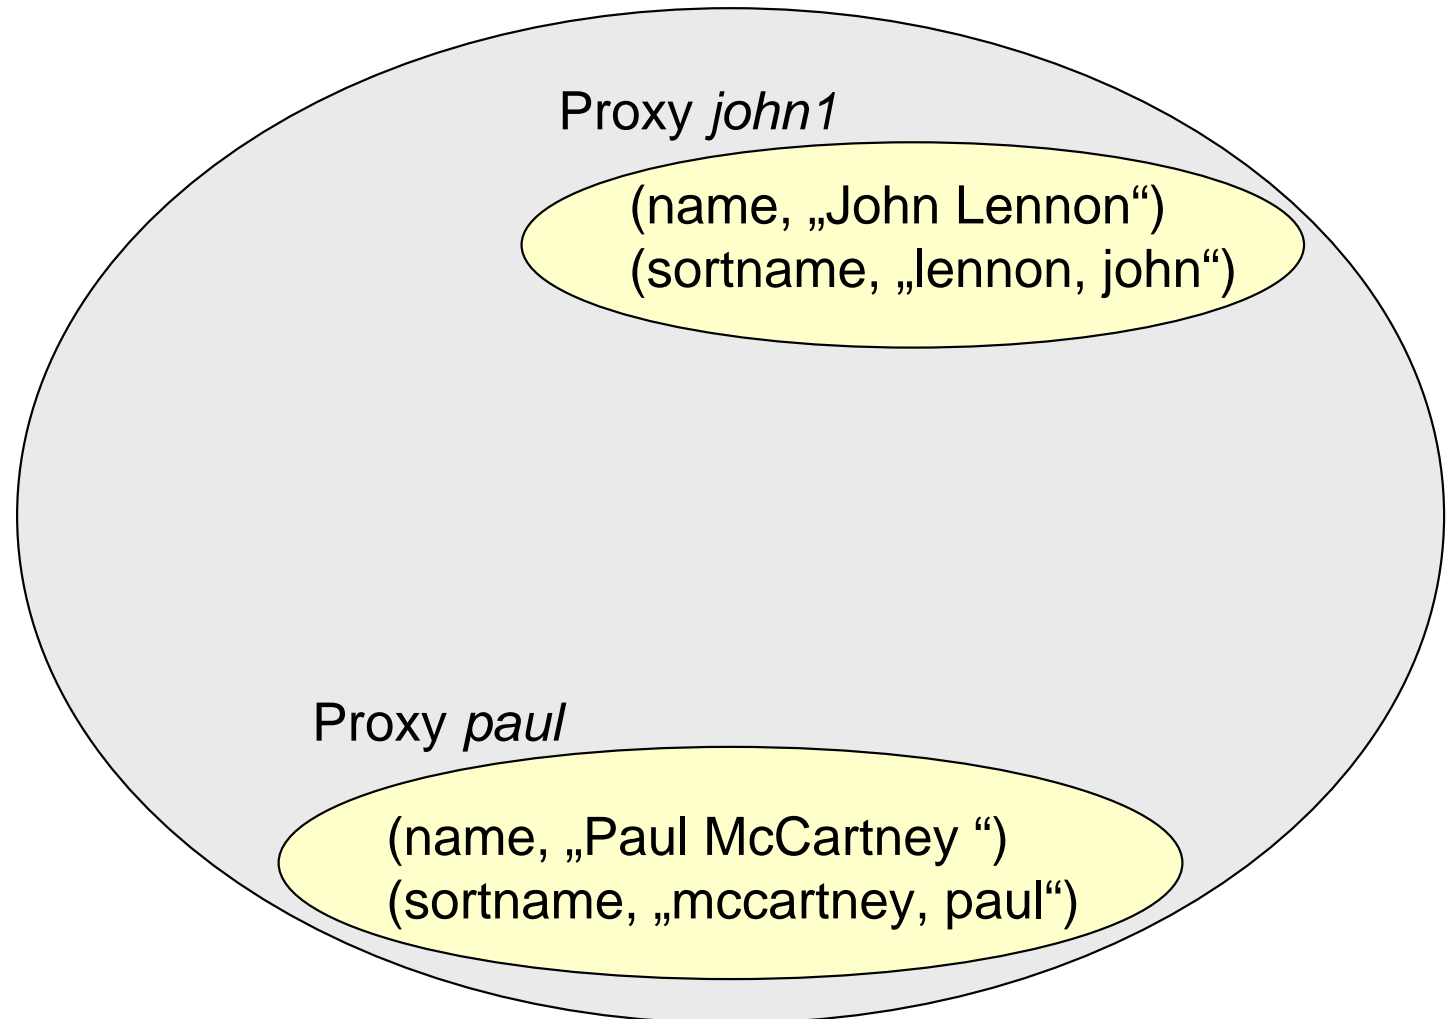 Proxy john1
(name, „John Lennon“)
(sortname, „lennon, john“)
Proxy paul
(name, „Paul McCartney “)
(sortname, „mccartney, paul“)